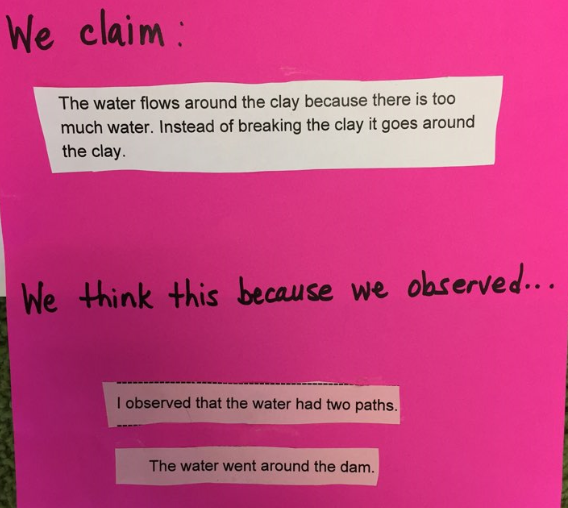 We claim:
The water flows around the clay because there is too
much water. Instead of breaking the clay it goes around
the clay.
We think this because we observed...
I observed that the water had two paths.
The water went around the dam.